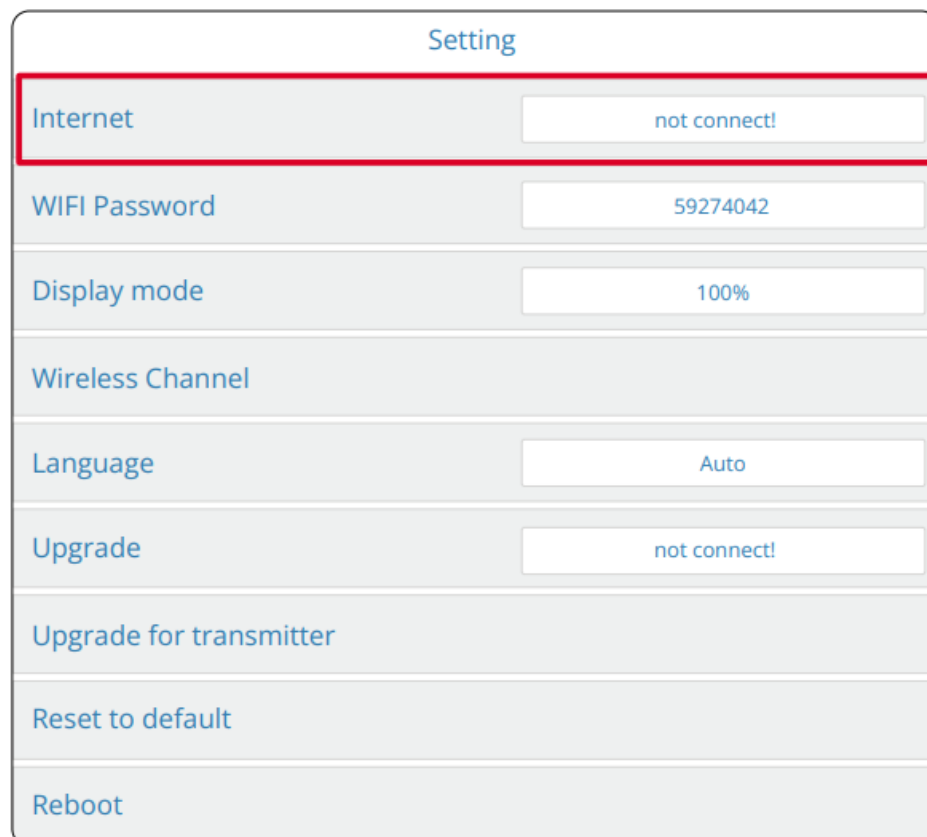 Setting
Internet not connect!
WIFI Password 59274042
Display mode 100%
Wireless Channel
Language Auto
Upgrade not connect!
Upgrade for transmitter
Reset to default
Reboot